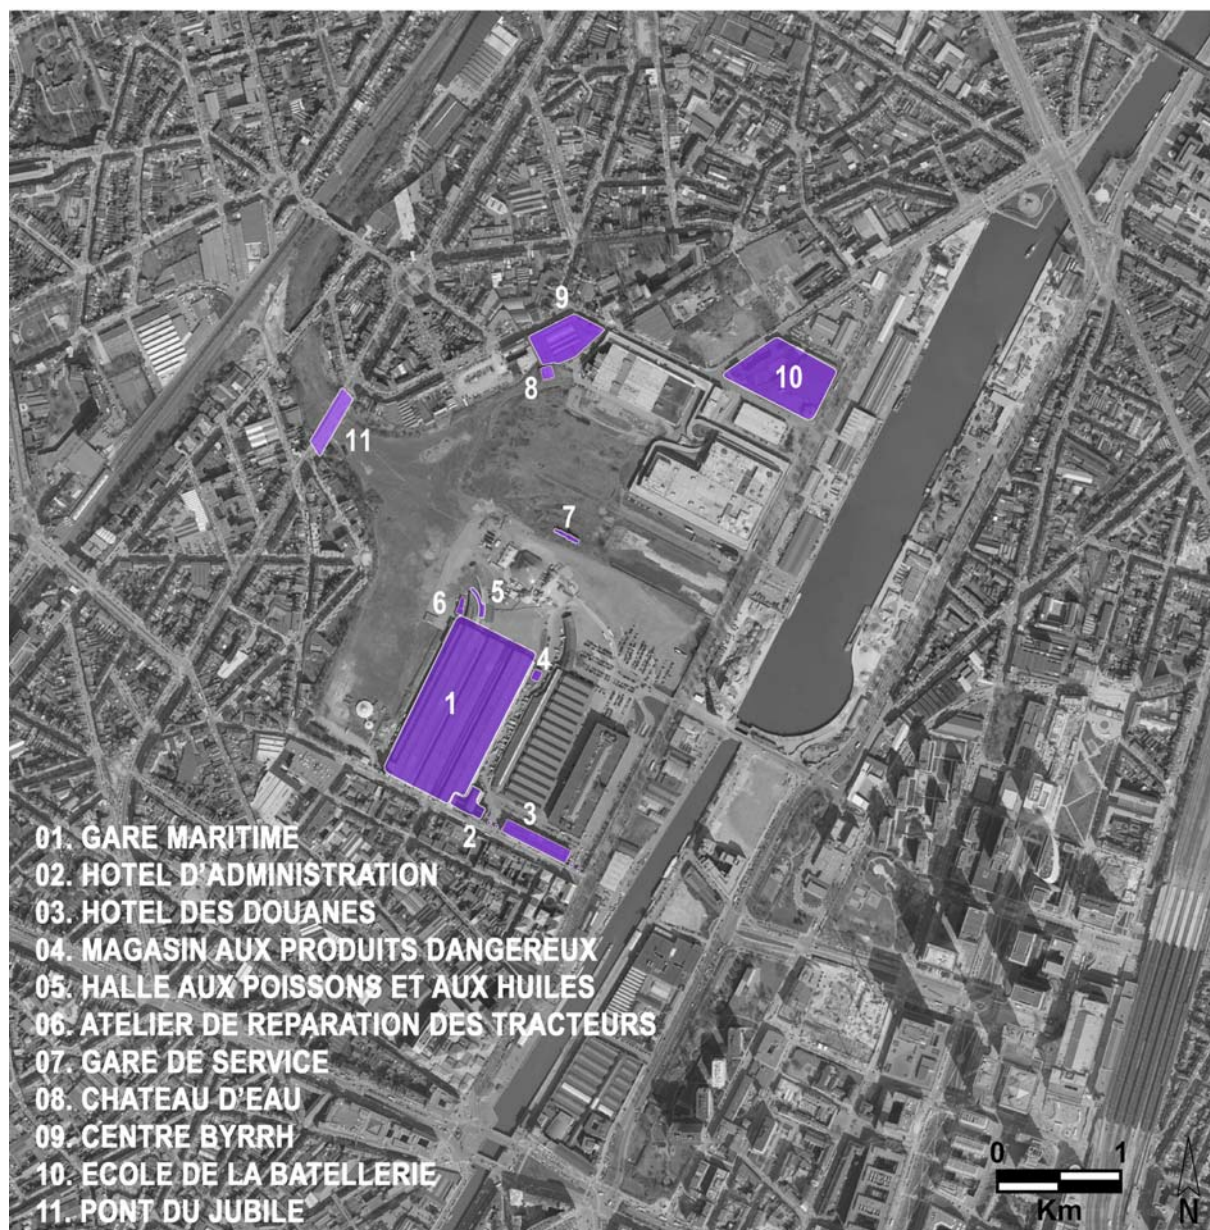 9
8
10
11
7
5
6
4
1
3
2
01. GARE MARITIME
02. HOTEL D'ADMINISTRATION
03. HOTEL DES DOUANES
04. MAGASIN AUX PRODUITS DANGEREUX
05. HALLE AUX POISSONS ET AUX HUILES
06. ATELIER DE REPARATION DES TRACTEURS
07. GARE DE SERVICE
08. CHATEAU D'EAU
09. CENTRE BYRRH
10. ECOLE DE LA BATELLERIE
11. PONT DU JUBILE
0 1
Km
N